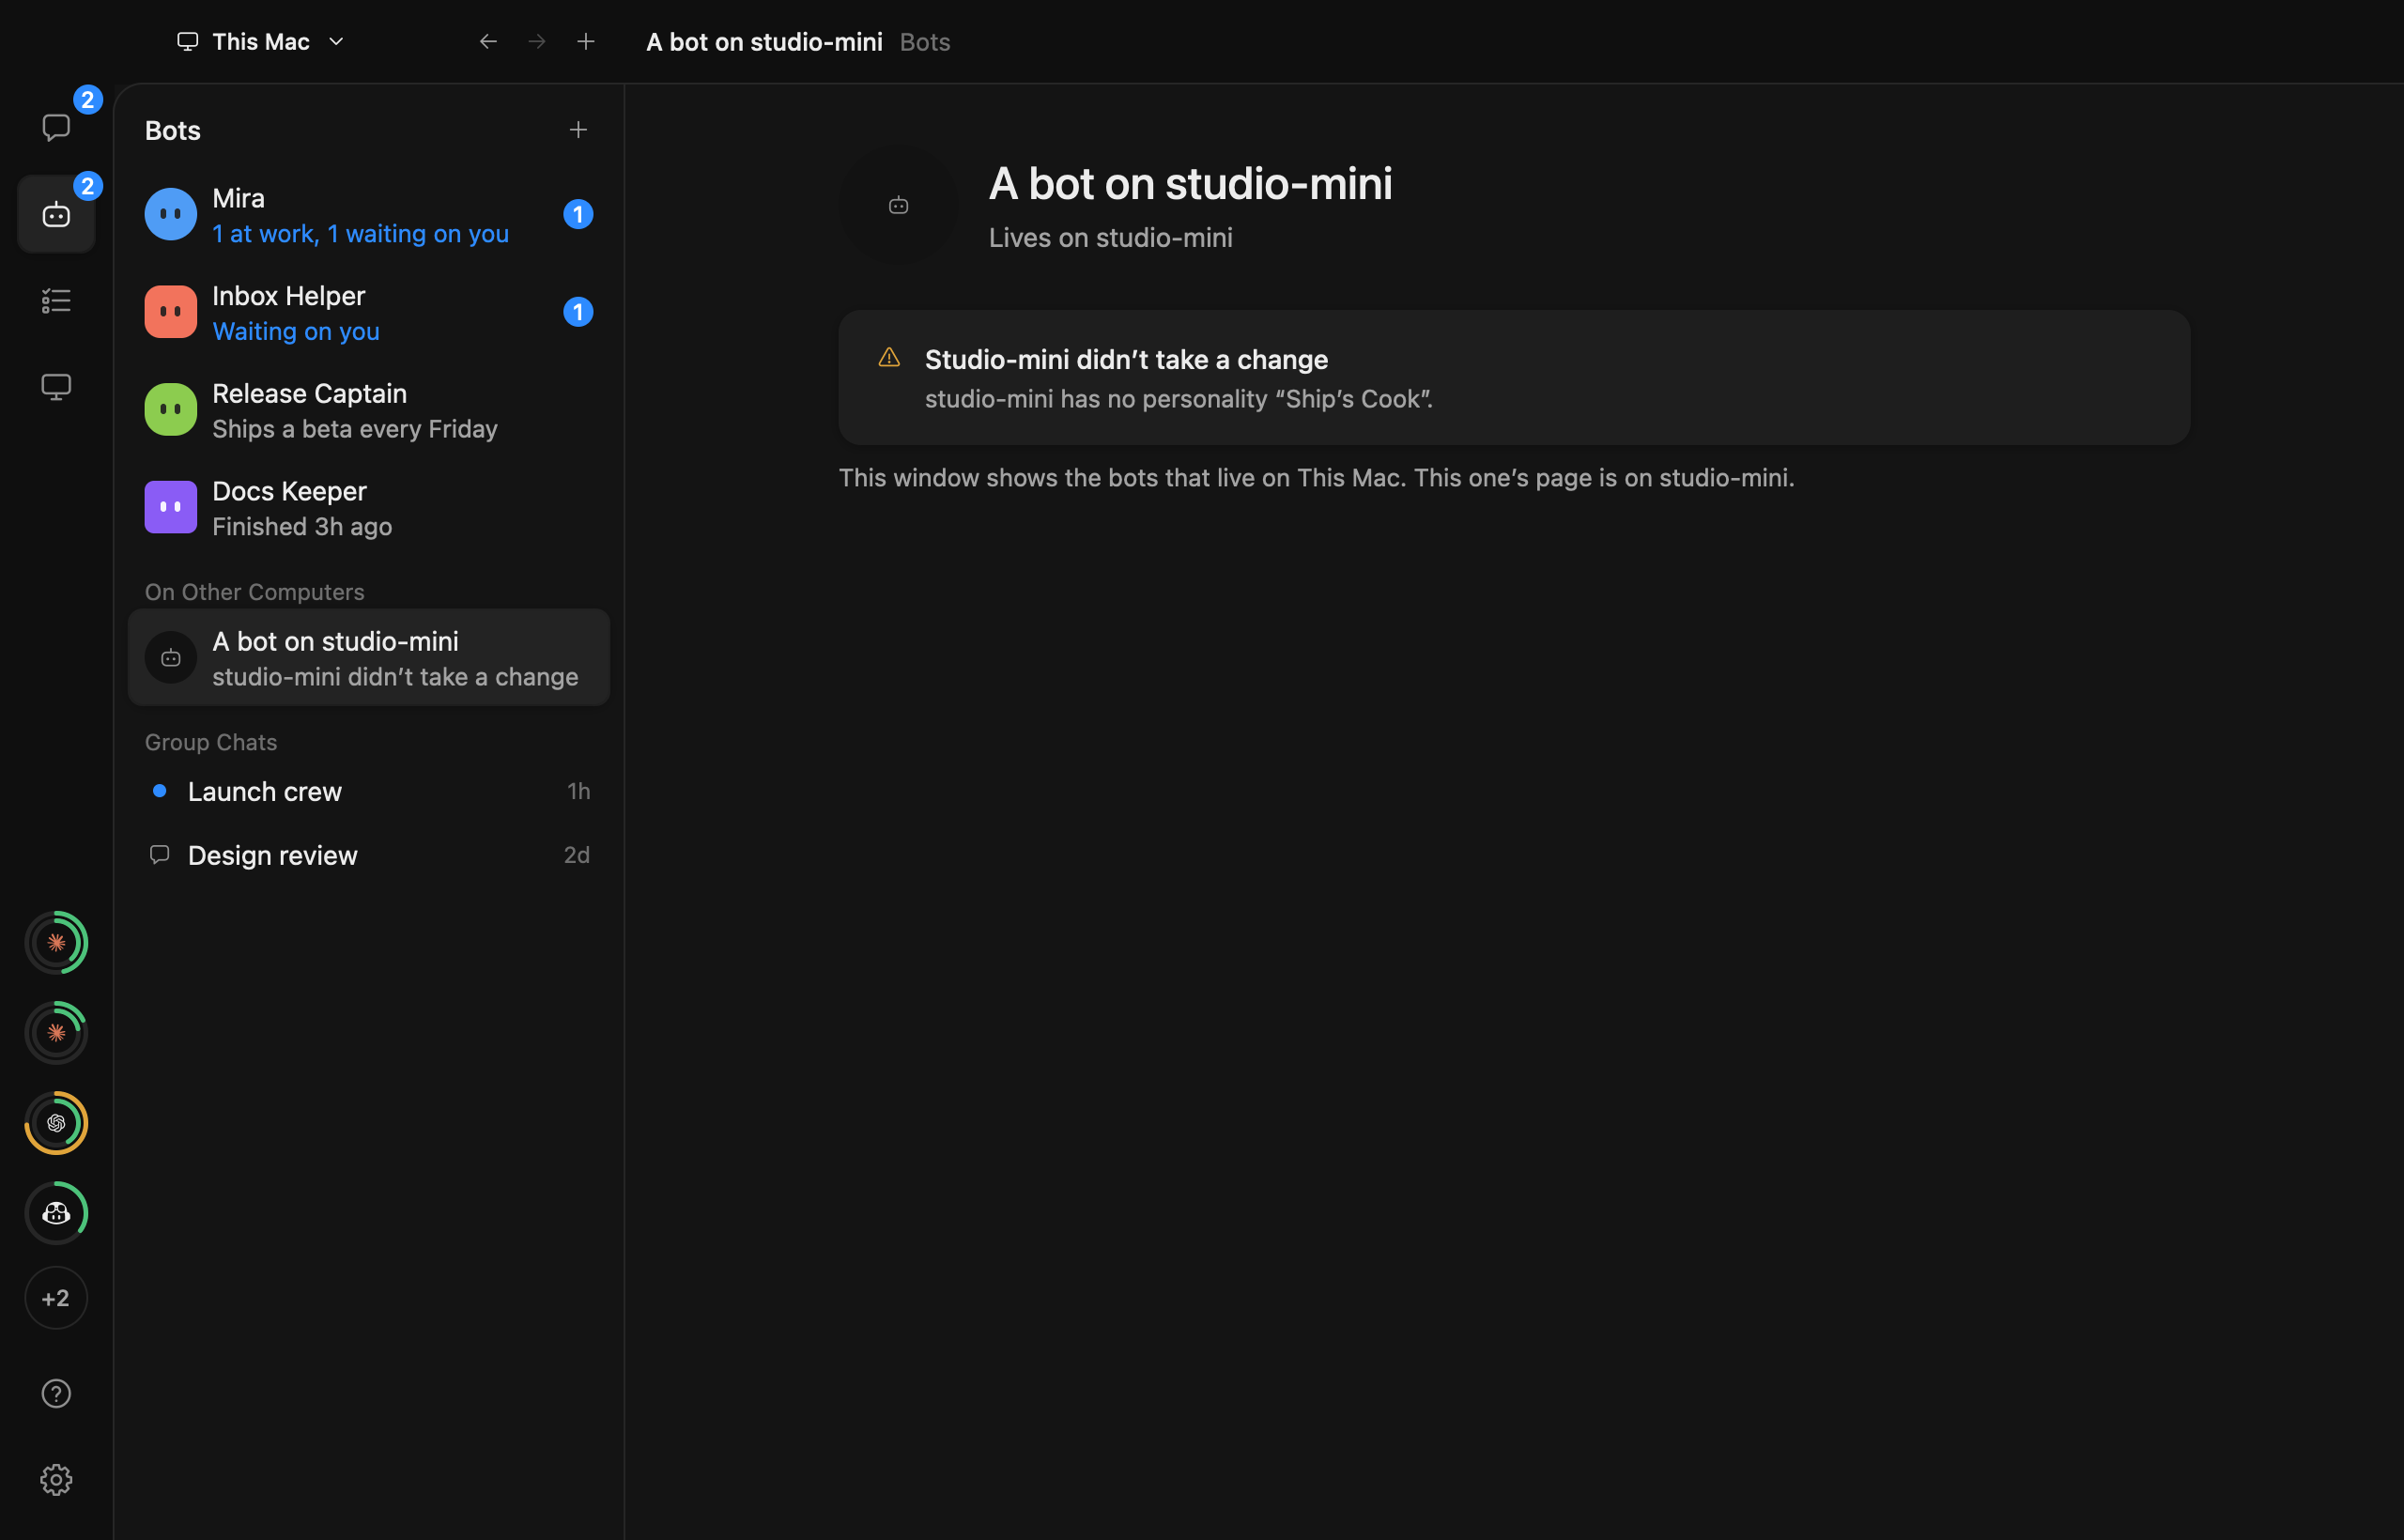 This Mac
A bot on studio-mini Bots
2
2
Bots
Mira
1 at work, 1 waiting on you
1
Inbox Helper
Waiting on you
1
Release Captain
Ships a beta every Friday
Docs Keeper
Finished 3h ago
On Other Computers
A bot on studio-mini
studio-mini didn’t take a change
Group Chats
Launch crew 1h
Design review 2d
+2
A bot on studio-mini
Lives on studio-mini
Studio-mini didn’t take a change
studio-mini has no personality “Ship’s Cook”.
This window shows the bots that live on This Mac. This one’s page is on studio-mini.